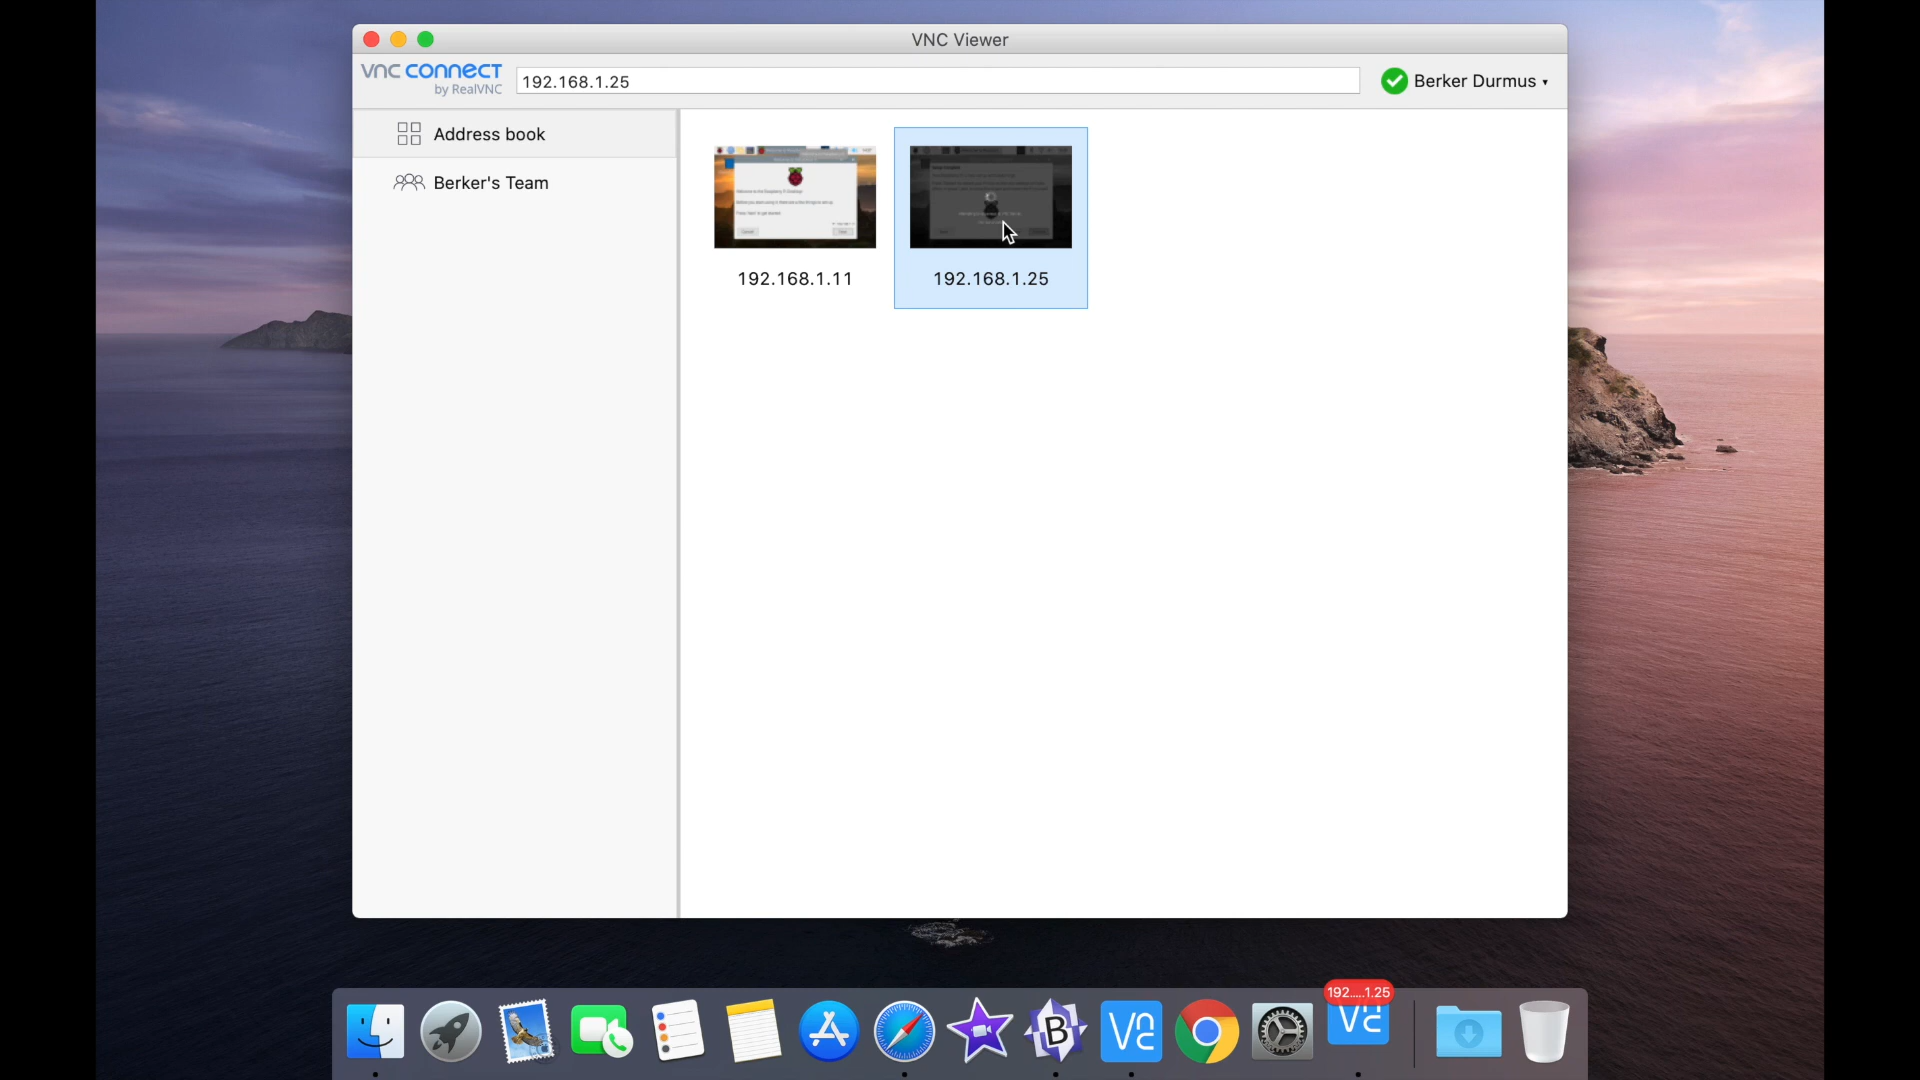 VNC Viewer
vnc connect
by RealVNC
192.168.1.25
Berker Durmus
Address book
Berker's Team
192.168.1.11
192.168.1.25
192.....1.25